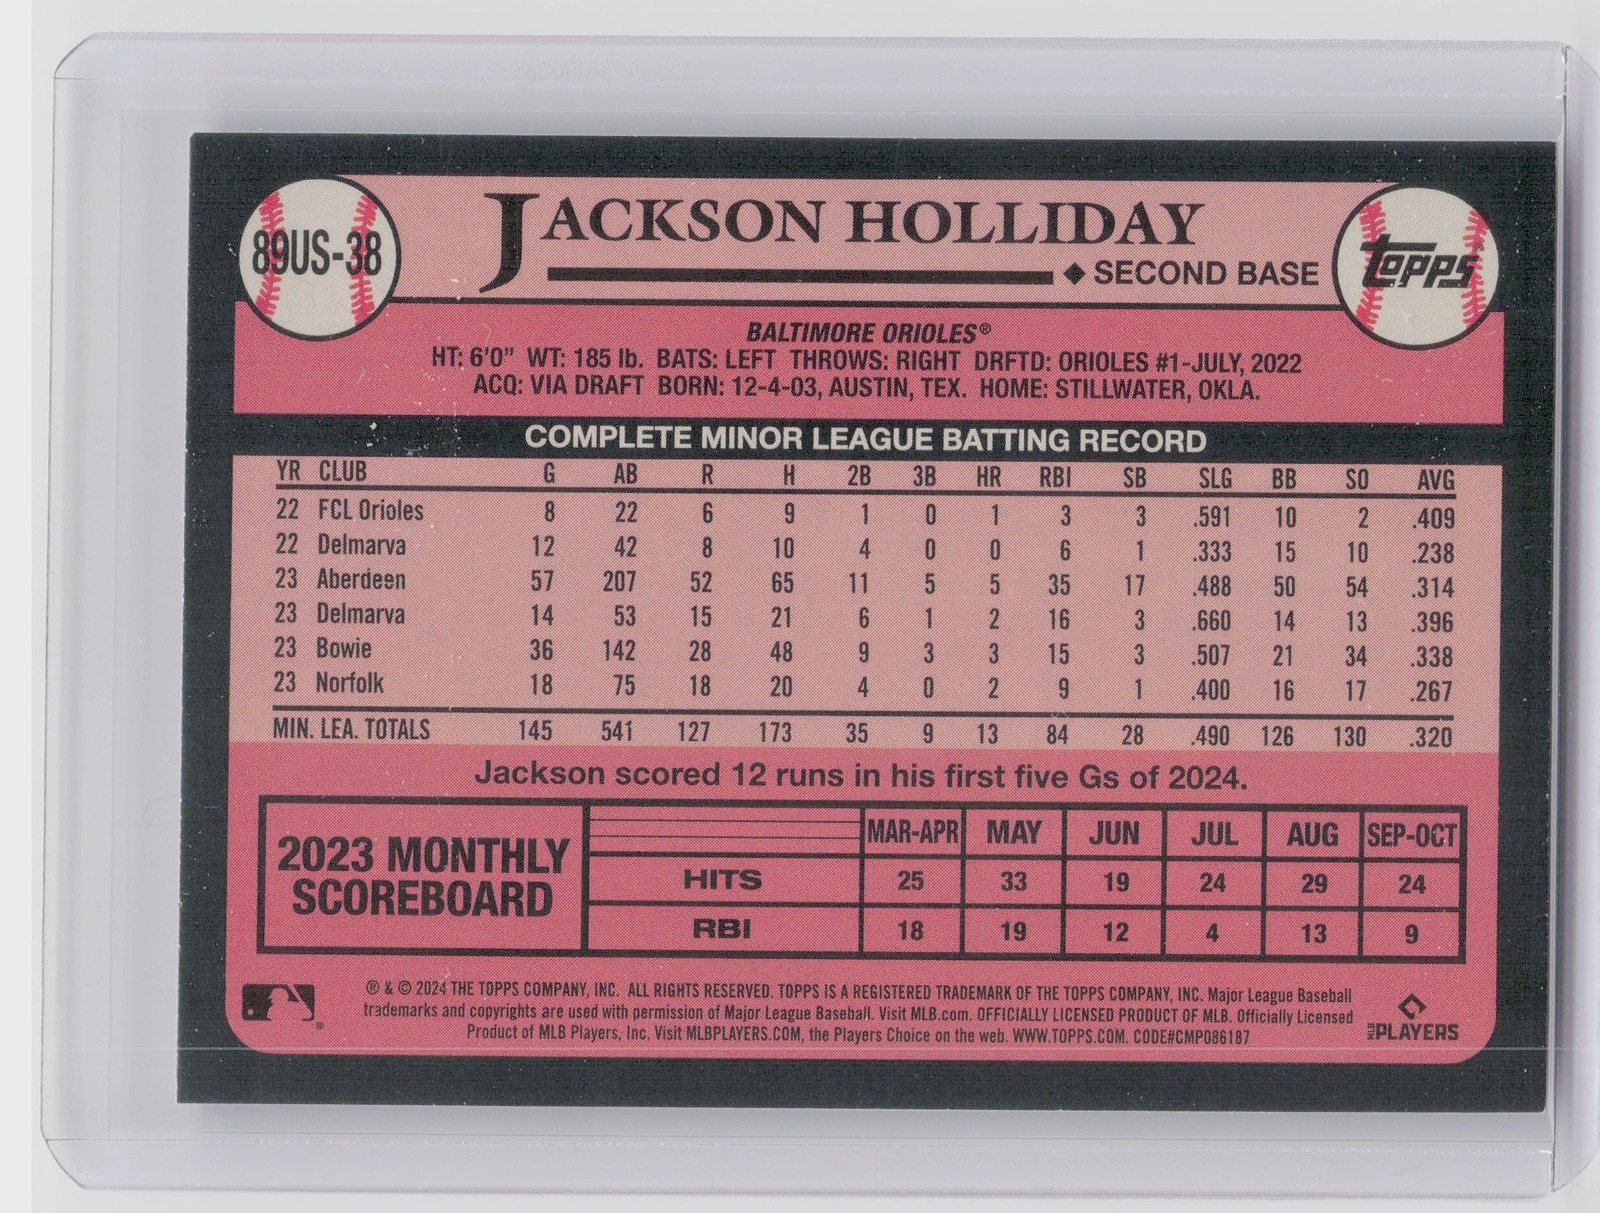 89US-38
JACKSON HOLLIDAY
◆ SECOND BASE
topps
BALTIMORE ORIOLES®
HT: 6'0" WT: 185 lb. BATS: LEFT THROWS: RIGHT DRFTD: ORIOLES #1-JULY, 2022
ACQ: VIA DRAFT BORN: 12-4-03, AUSTIN, TEX. HOME: STILLWATER, OKLA.
COMPLETE MINOR LEAGUE BATTING RECORD
YR CLUB G AB R H 2B 3B HR RBI SB SLG BB SO AVG
22 FCL Orioles 8 22 6 9 1 0 1 3 3 .591 10 2 .409
22 Delmarva 12 42 8 10 4 0 0 6 1 .333 15 10 .238
23 Aberdeen 57 207 52 65 11 5 5 35 17 .488 50 54 .314
23 Delmarva 14 53 15 21 6 1 2 16 3 .660 14 13 .396
23 Bowie 36 142 28 48 9 3 3 15 3 .507 21 34 .338
23 Norfolk 18 75 18 20 4 0 2 9 1 .400 16 17 .267
MIN. LEA. TOTALS 145 541 127 173 35 9 13 84 28 .490 126 130 .320
Jackson scored 12 runs in his first five Gs of 2024.
2023 MONTHLY
SCOREBOARD
MAR-APR MAY JUN JUL AUG SEP-OCT
HITS 25 33 19 24 29 24
RBI 18 19 12 4 13 9
® & © 2024 THE TOPPS COMPANY, INC. ALL RIGHTS RESERVED. TOPPS IS A REGISTERED TRADEMARK OF THE TOPPS COMPANY, INC. Major League Baseball
trademarks and copyrights are used with permission of Major League Baseball. Visit MLB.com. OFFICIALLY LICENSED PRODUCT OF MLB. Officially Licensed
Product of MLB Players, Inc. Visit MLBPLAYERS.COM, the Players Choice on the web. WWW.TOPPS.COM. CODE#CMP086187
®
MLB PLAYERS